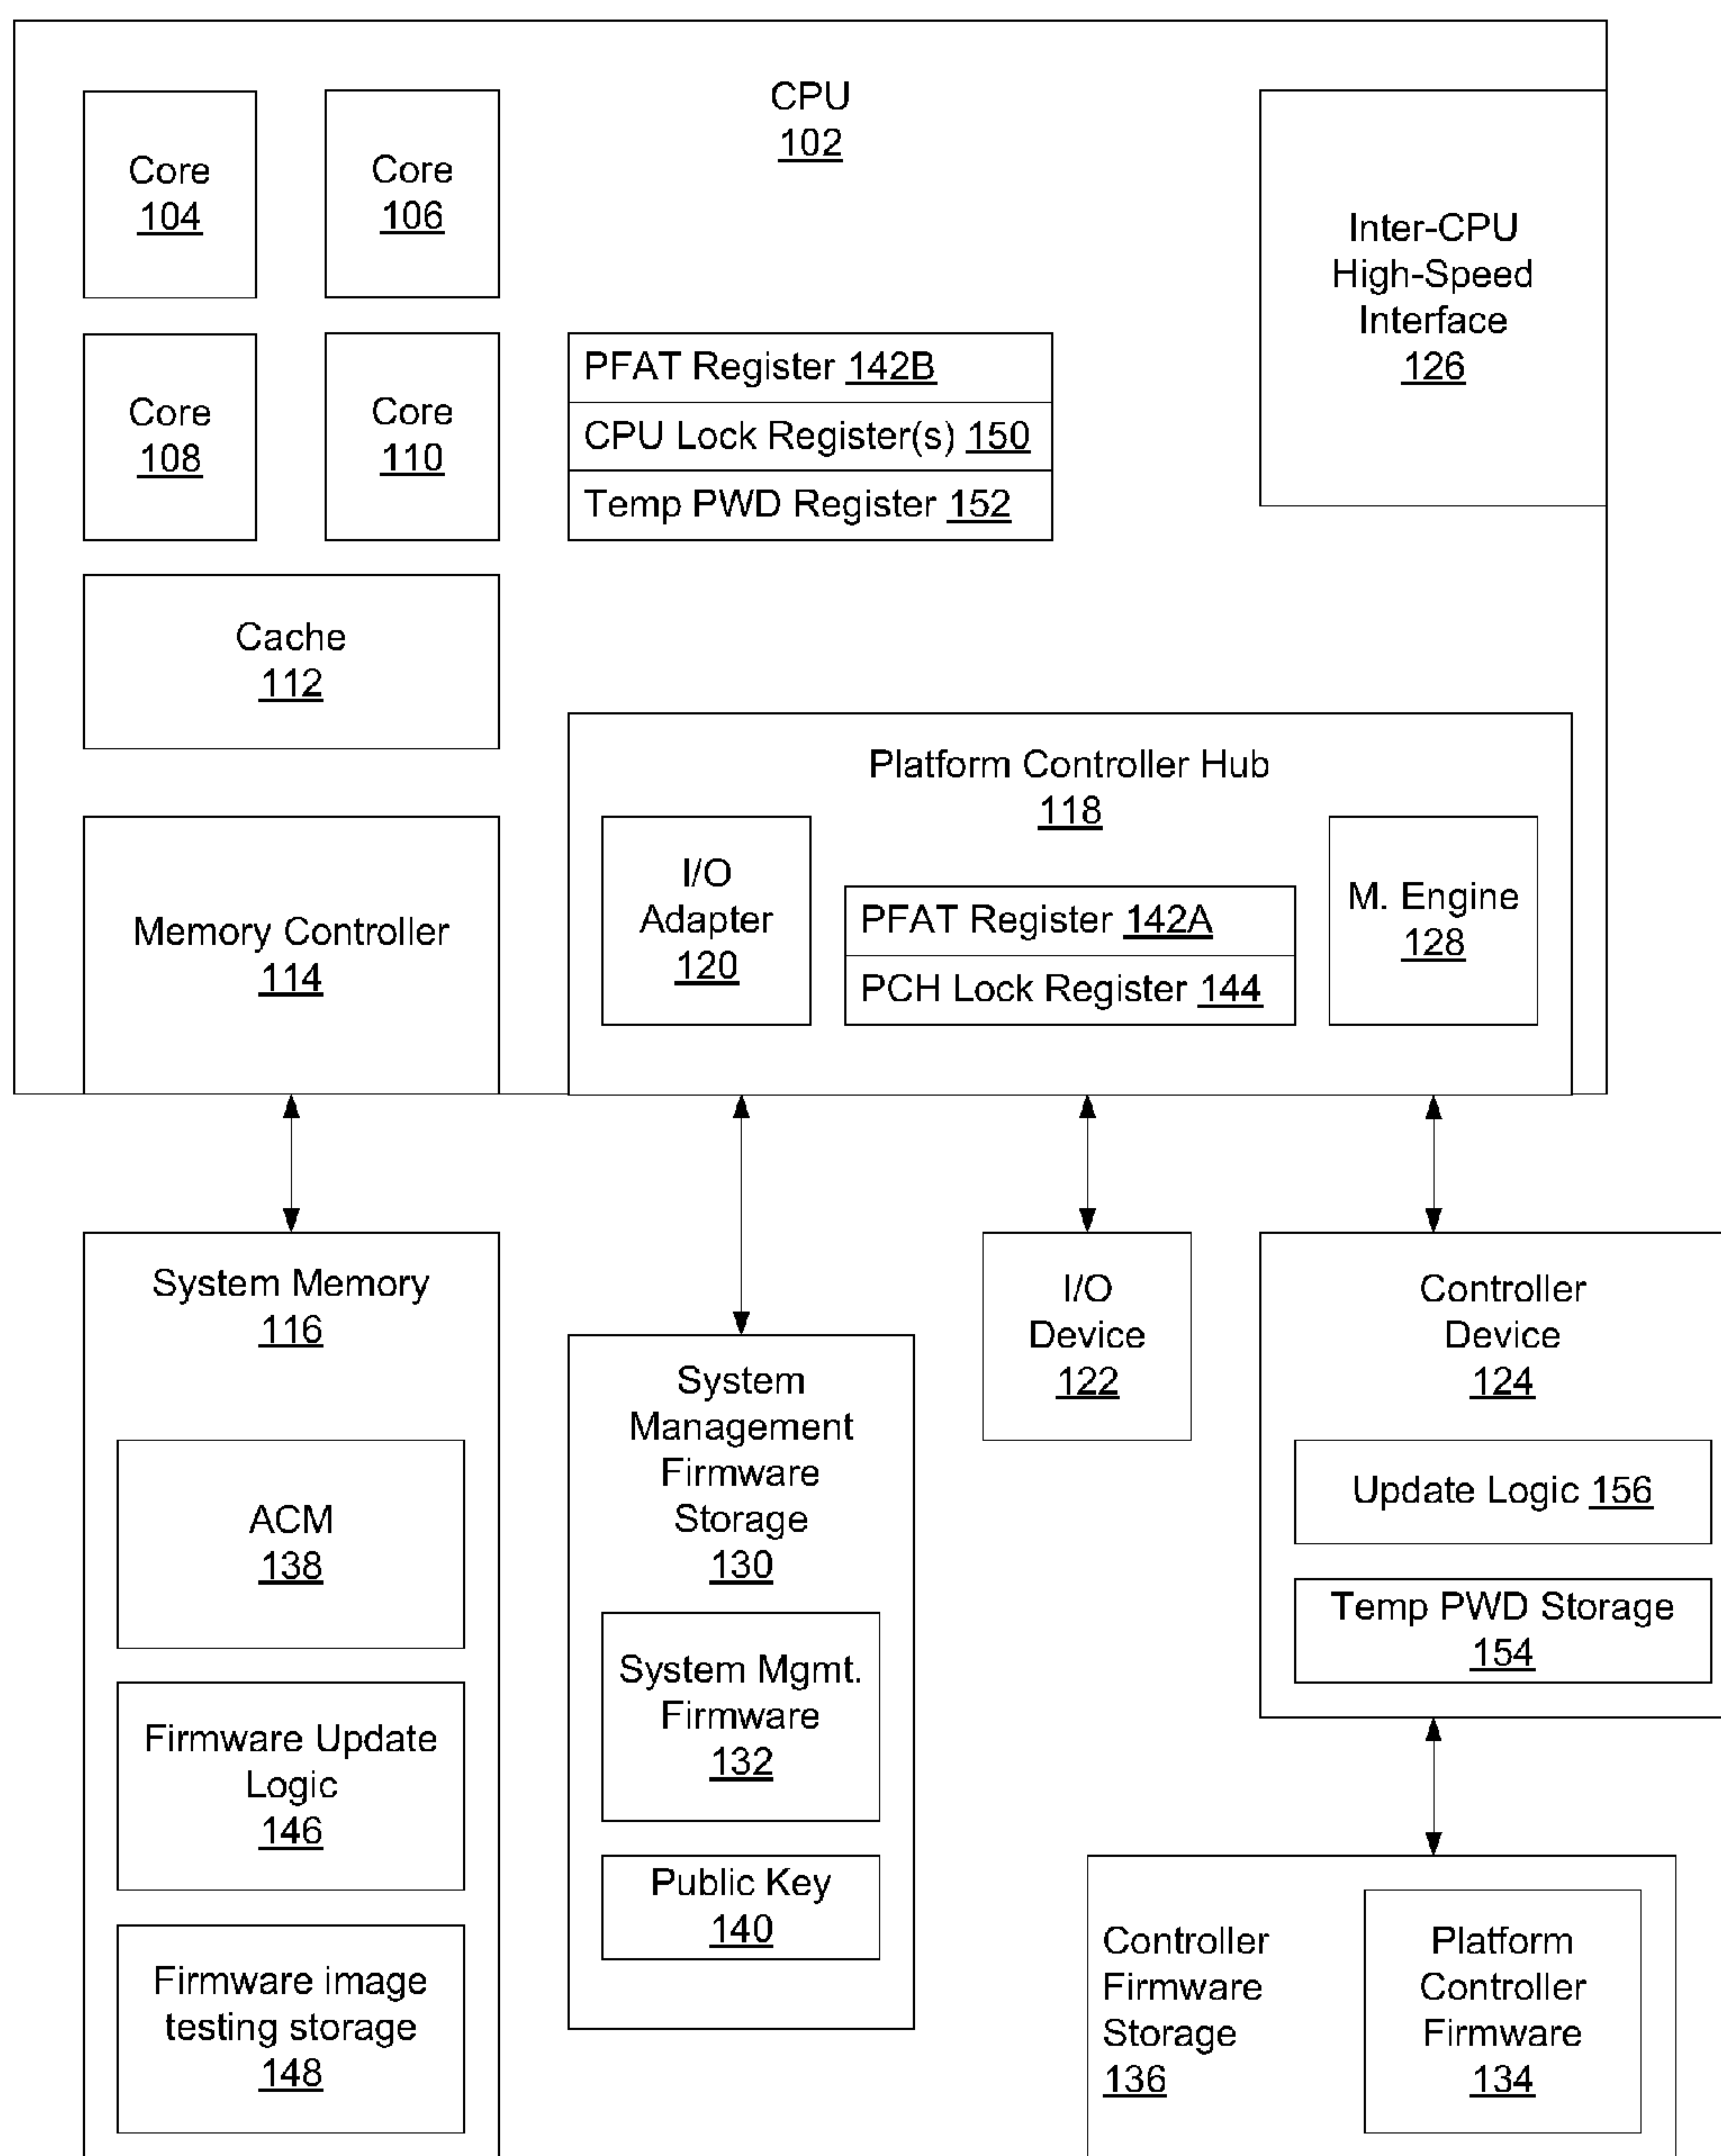 CPU
102
Core
104
Core
106
Inter-CPU
High-Speed
Interface
126
Core
108
Core
110
PFAT Register 142B
CPU Lock Register(s) 150
Temp PWD Register 152
Cache
112
Platform Controller Hub
118
Memory Controller
114
I/O
Adapter
120
PFAT Register 142A
PCH Lock Register 144
M. Engine
128
System Memory
116
ACM
138
Firmware Update
Logic
146
Firmware image
testing storage
148
System
Management
Firmware
Storage
130
System Mgmt.
Firmware
132
Public Key
140
I/O
Device
122
Controller
Device
124
Update Logic 156
Temp PWD Storage
154
Controller
Firmware
Storage
136
Platform
Controller
Firmware
134